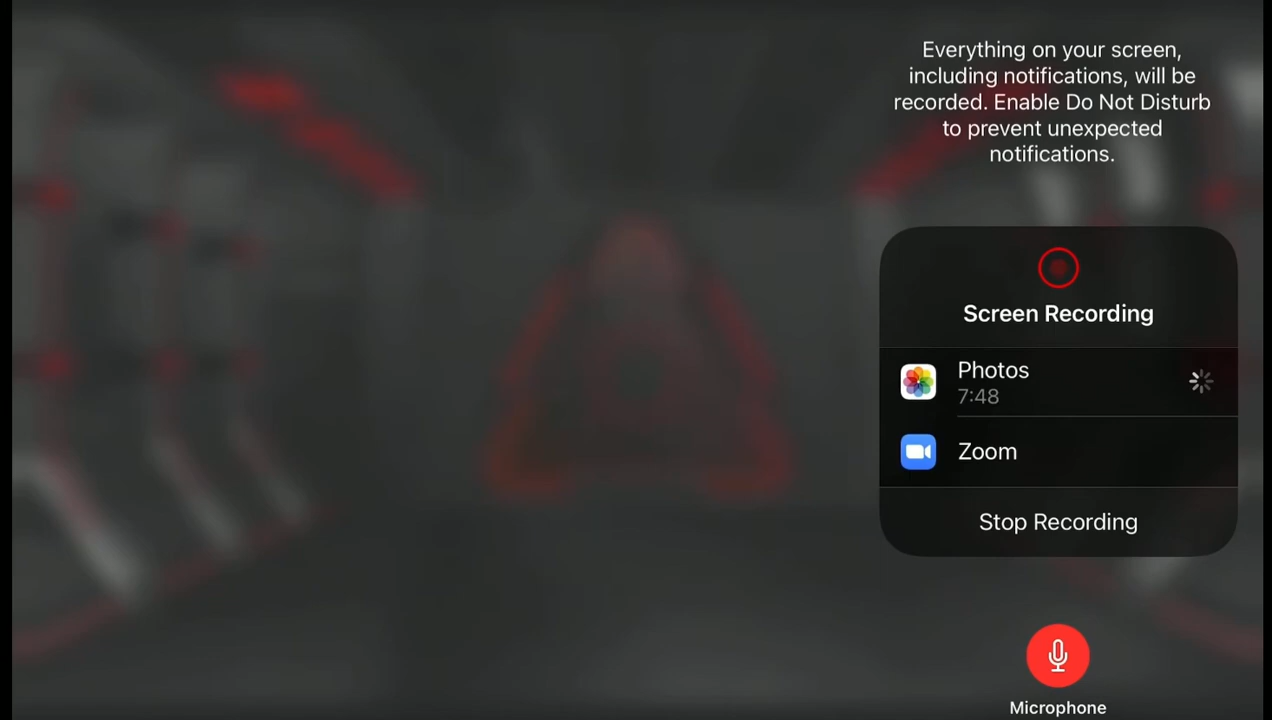 Everything on your screen,
including notifications, will be
recorded. Enable Do Not Disturb
to prevent unexpected
notifications.
Screen Recording
Photos
7:48
Zoom
Stop Recording
Microphone